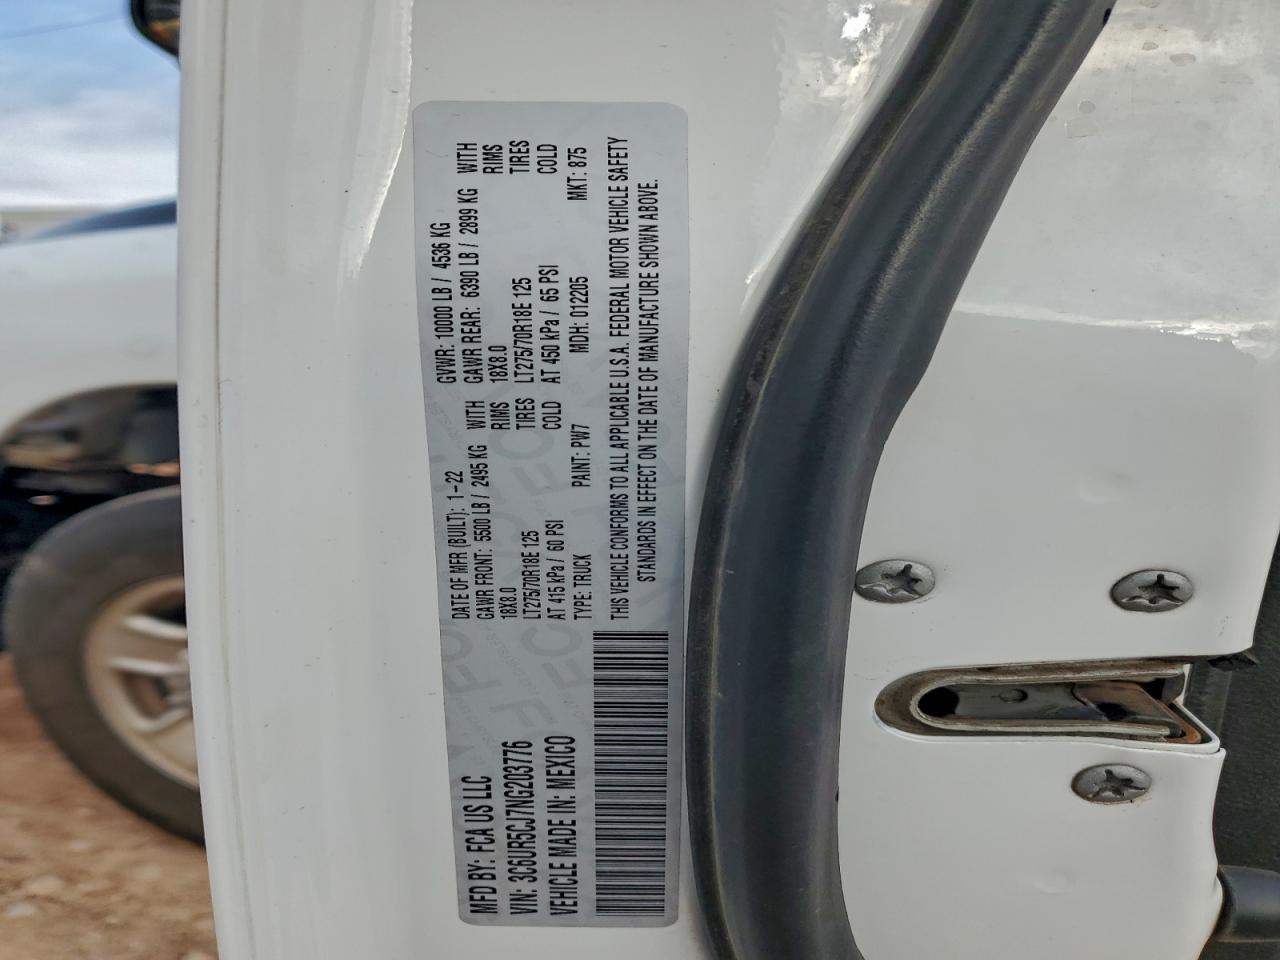 MFD BY: FCA US LLC
VIN: 3C6UR5CJ7NG203776
VEHICLE MADE IN: MEXICO
DATE OF MFR (BUILT): 1-22 GVWR: 10000 LB / 4536 KG
GAWR FRONT: 5500 LB / 2495 KG WITH GAWR REAR: 6390 LB / 2899 KG WITH
18X8.0 RIMS 18X8.0 RIMS
LT275/70R18E 125 TIRES LT275/70R18E 125 TIRES
AT 415 kPa / 60 PSI COLD AT 450 kPa / 65 PSI COLD
TYPE: TRUCK PAINT: PW7 MDH: 012205 MKT: 875
THIS VEHICLE CONFORMS TO ALL APPLICABLE U.S.A. FEDERAL MOTOR VEHICLE SAFETY
STANDARDS IN EFFECT ON THE DATE OF MANUFACTURE SHOWN ABOVE.